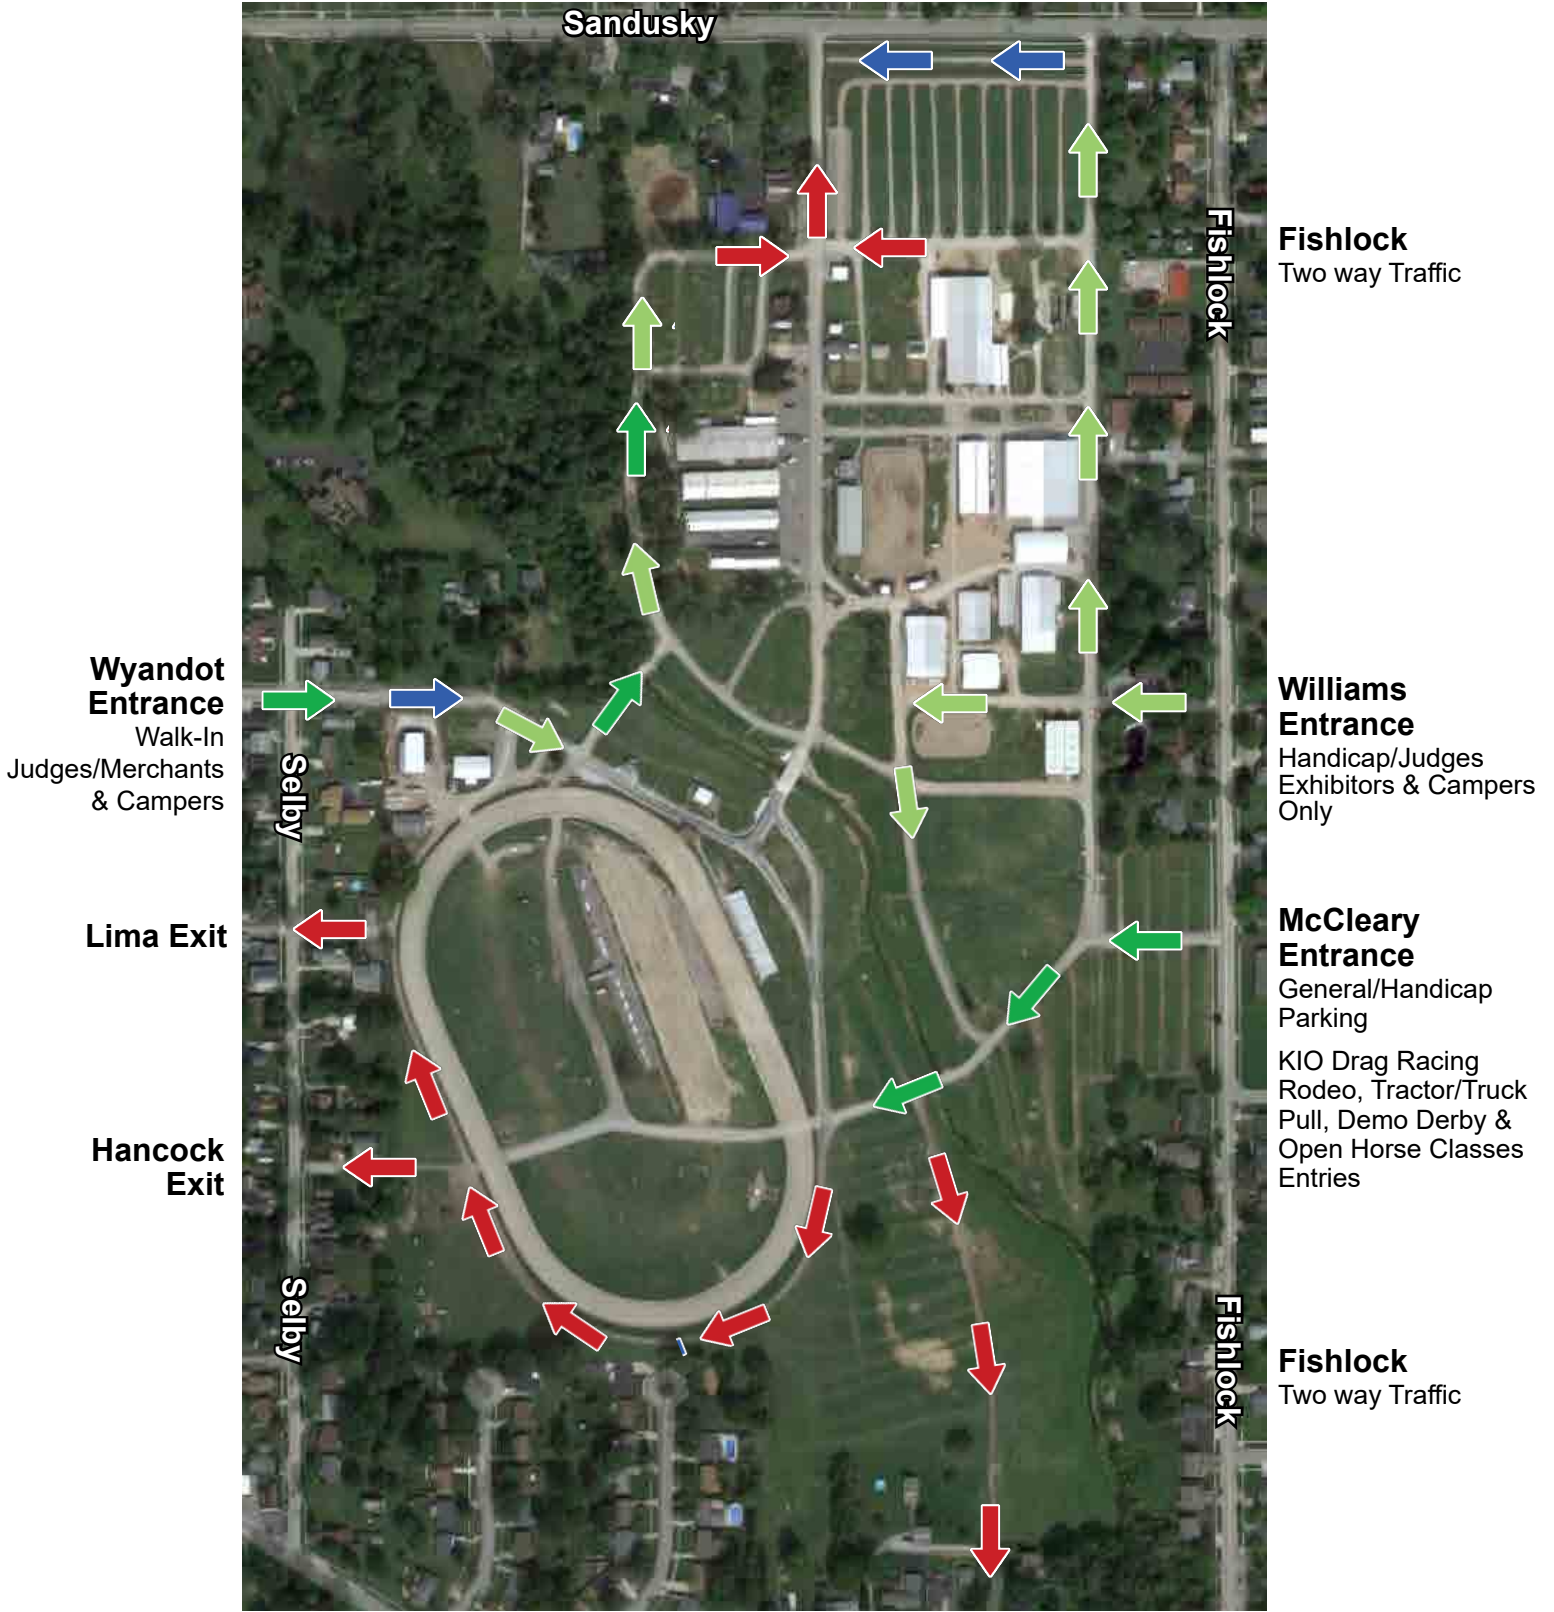 Sandusky
Fishlock
Fishlock
Two way Traffic
Wyandot
Entrance
Walk-In
Judges/Merchants
& Campers
Selby
Williams
Entrance
Handicap/Judges
Exhibitors & Campers
Only
Lima Exit
McCleary
Entrance
General/Handicap
Parking
KIO Drag Racing
Rodeo, Tractor/Truck
Pull, Demo Derby &
Open Horse Classes
Entries
Hancock
Exit
Selby
Fishlock
Fishlock
Two way Traffic